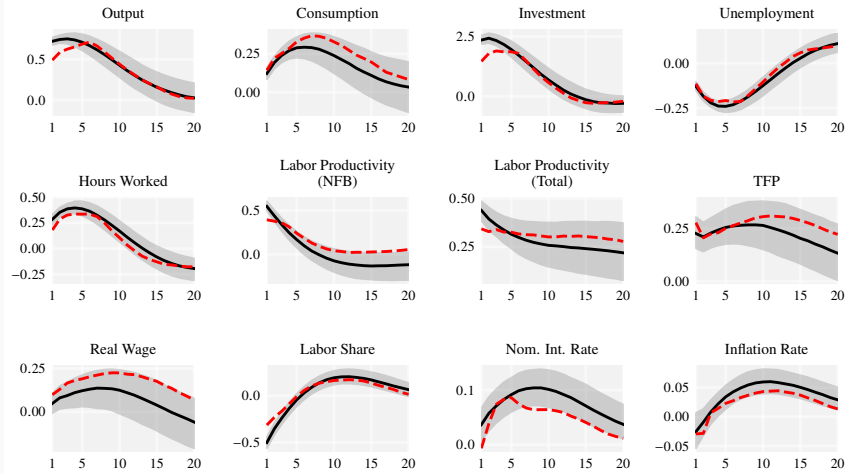 Output Consumption Investment Unemployment
0.5
0.0
1 5 10 15 20
0.25
0.00
1 5 10 15 20
2.5
0.0
1 5 10 15 20
0.00
−0.25
1 5 10 15 20
Hours Worked
0.50
0.25
0.00
−0.25
1 5 10 15 20
Labor Productivity
(NFB)
0.5
0.0
1 5 10 15 20
Labor Productivity
(Total)
0.50
0.25
1 5 10 15 20
TFP
0.25
0.00
1 5 10 15 20
Real Wage
0.25
0.00
1 5 10 15 20
Labor Share
0.0
−0.5
1 5 10 15 20
Nom. Int. Rate
0.1
0.0
1 5 10 15 20
Inflation Rate
0.05
0.00
−0.05
1 5 10 15 20